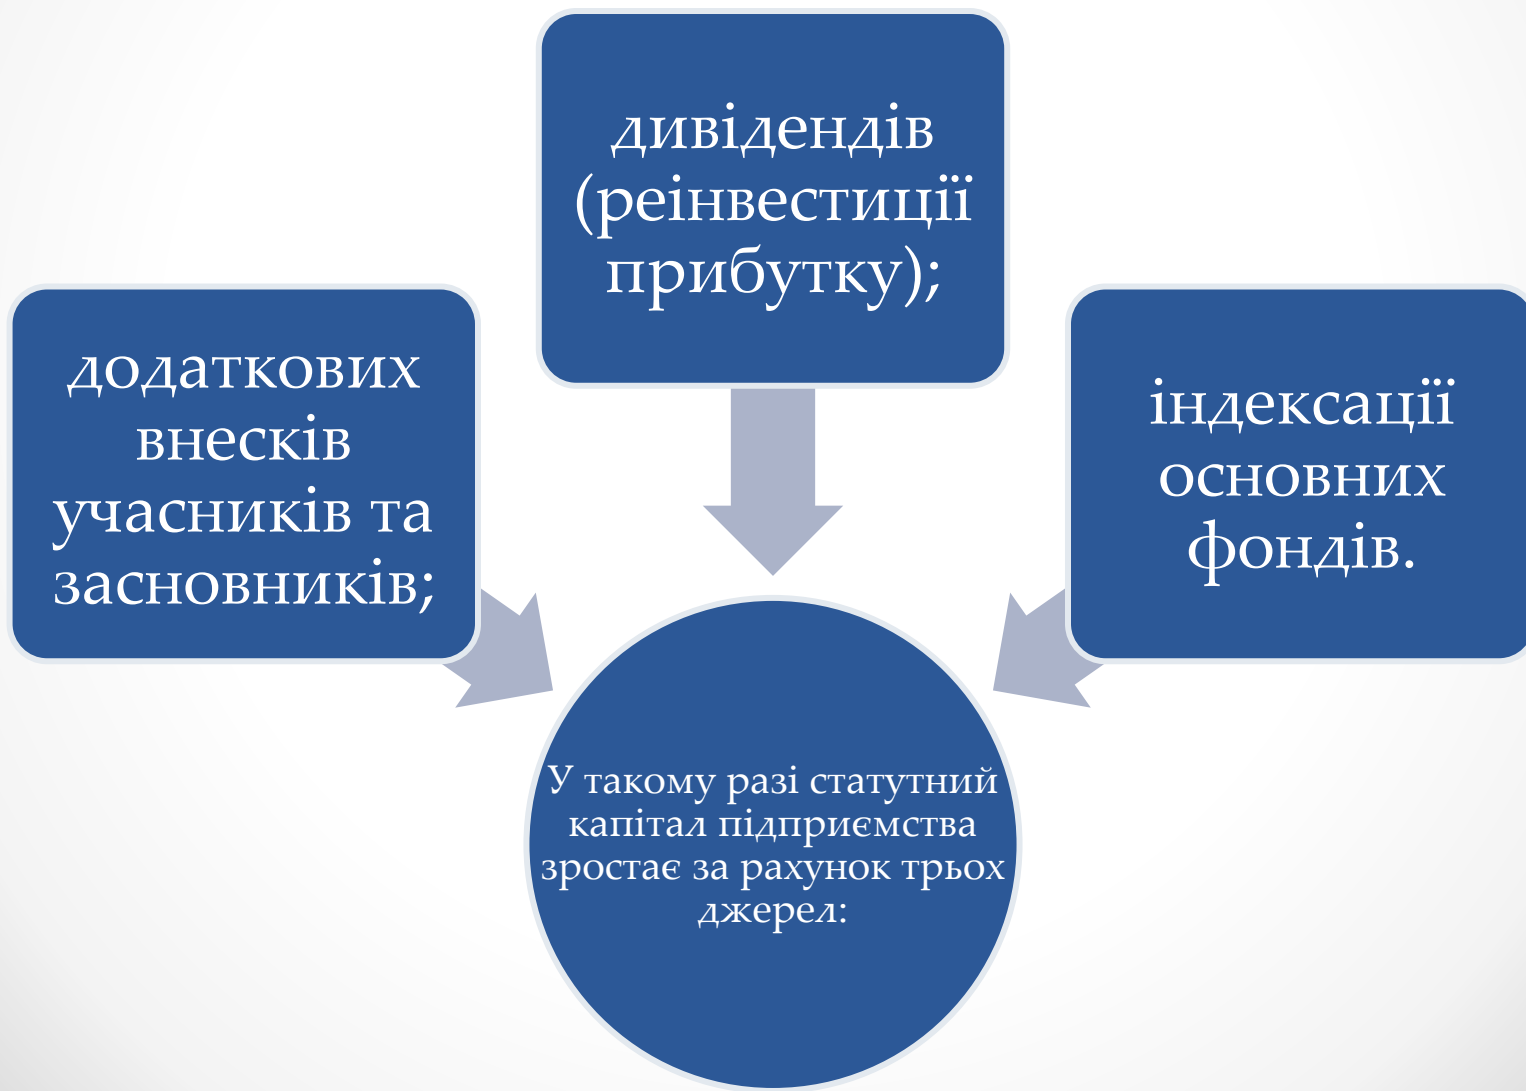 дивідендів
(реінвестиції
прибутку);
додаткових
внесків
учасників та
засновників;
індексації
основних
фондів.
У такому разі статутний
капітал підприємства
зростає за рахунок трьох
джерел: